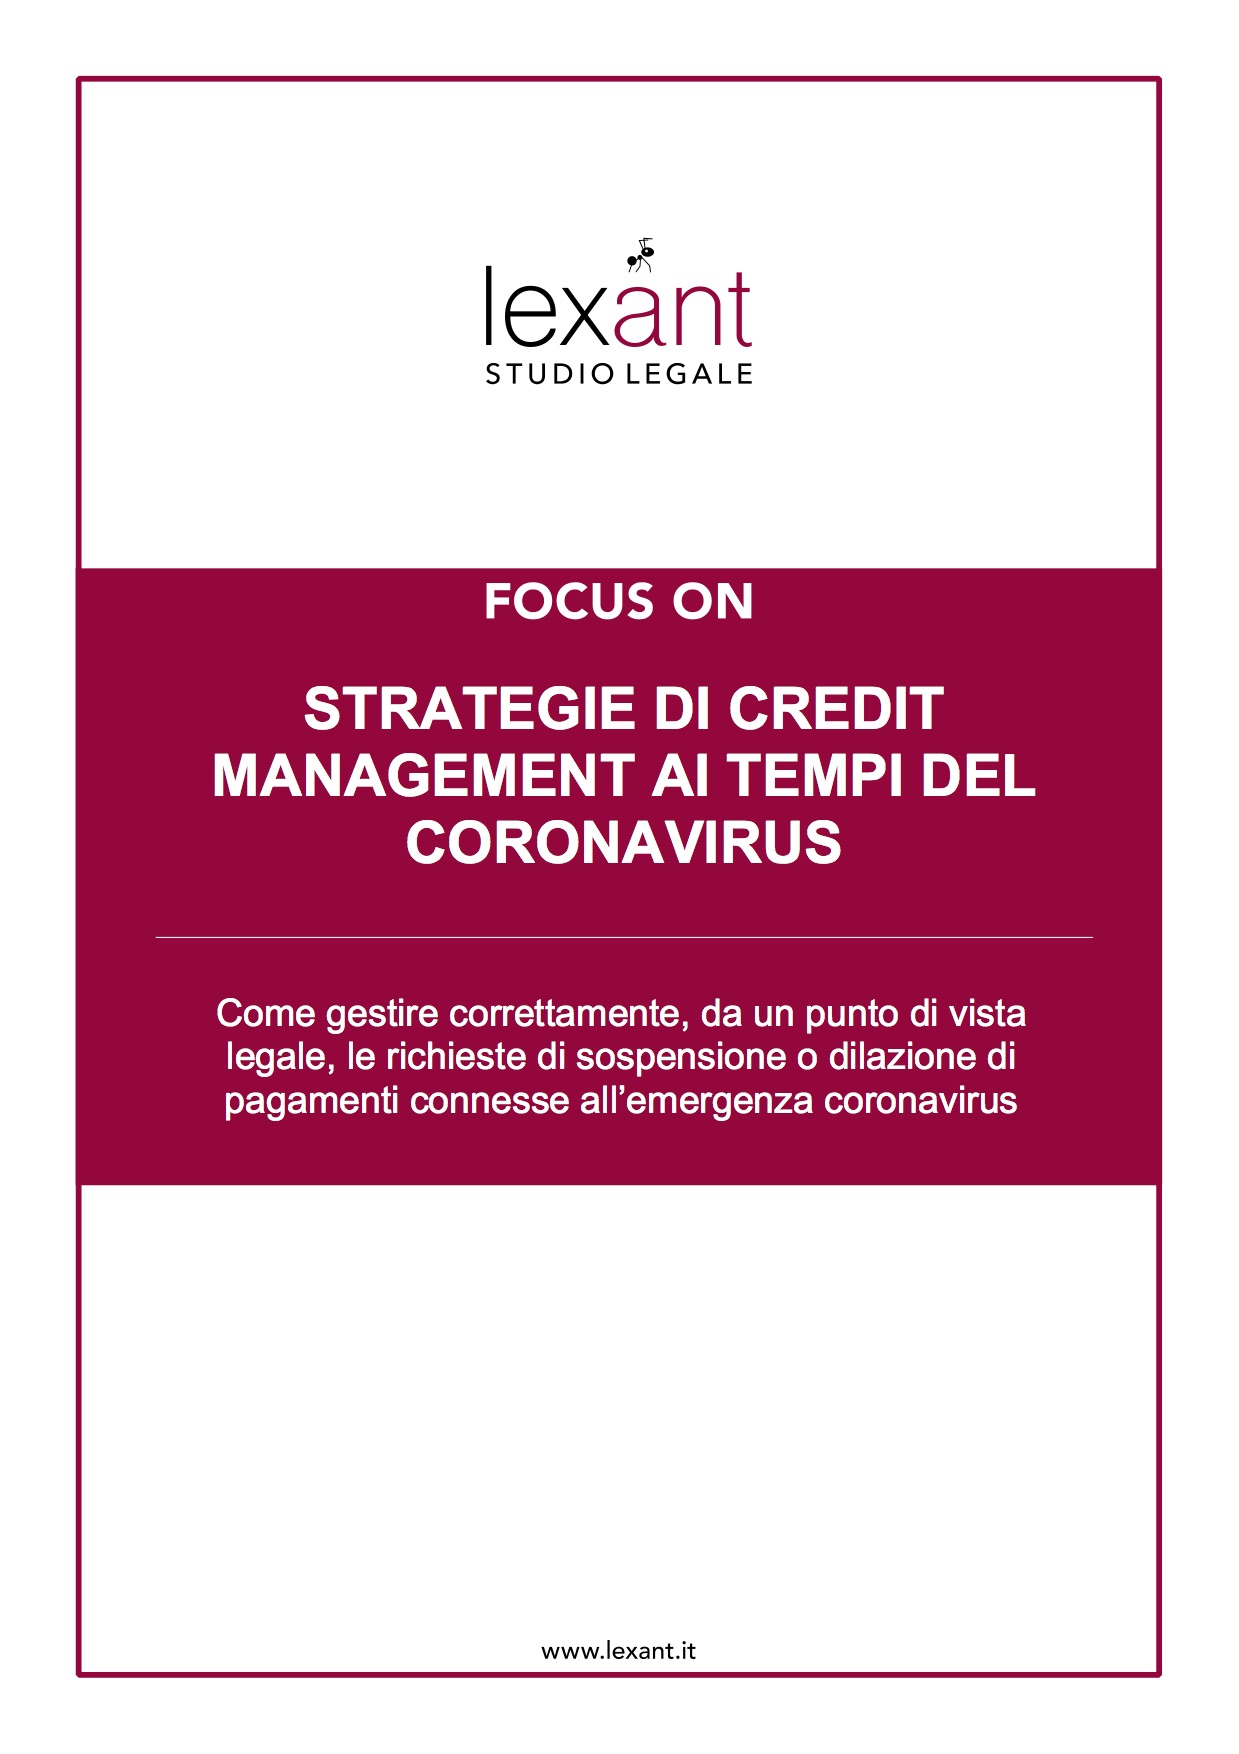 lexant
STUDIO LEGALE
FOCUS ON
STRATEGIE DI CREDIT
MANAGEMENT AI TEMPI DEL
CORONAVIRUS
Come gestire correttamente, da un punto di vista
legale, le richieste di sospensione o dilazione di
pagamenti connesse all’emergenza coronavirus
www.lexant.it